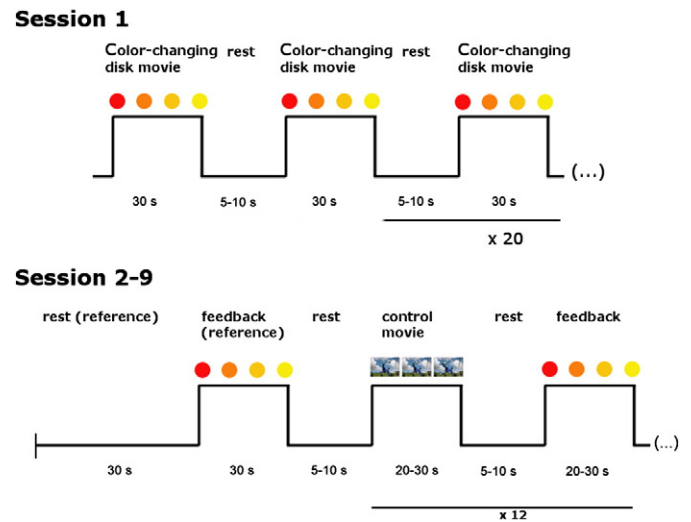 Session 1
Color-changing rest Color-changing rest Color-changing
disk movie disk movie disk movie
(...)
30 s 5-10 s 30 s 5-10 s 30 s
x 20
Session 2-9
rest (reference) feedback rest control rest feedback
(reference) movie
(...)
30 s 30 s 5-10 s 20-30 s 5-10 s 20-30 s
x 12